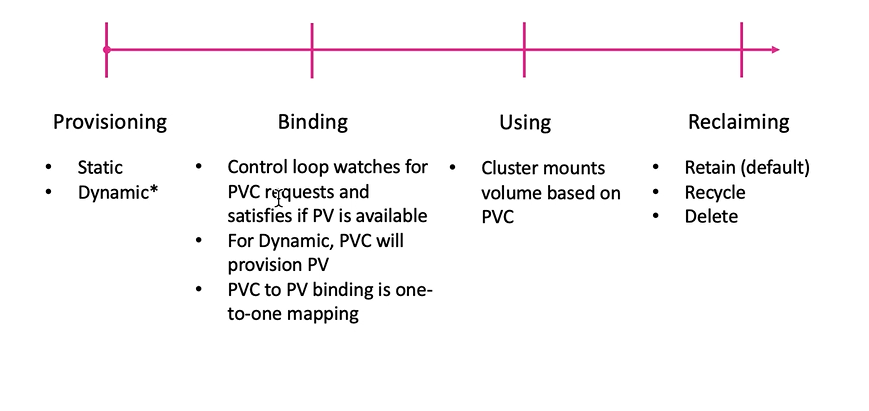 Provisioning
• Static
• Dynamic*
Binding
• Control loop watches for
PVC requests and
satisfies if PV is available
• For Dynamic, PVC will
provision PV
• PVC to PV binding is one-
to-one mapping
Using
• Cluster mounts
volume based on
PVC
Reclaiming
• Retain (default)
• Recycle
• Delete